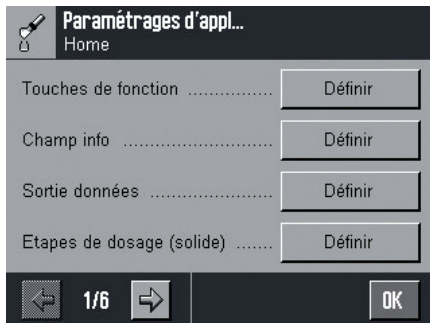 Paramétrages d'appl...
Home
Touches de fonction ................ Définir
Champ info ............................ Définir
Sortie données ....................... Définir
Etapes de dosage (solide) ....... Définir
1/6 OK